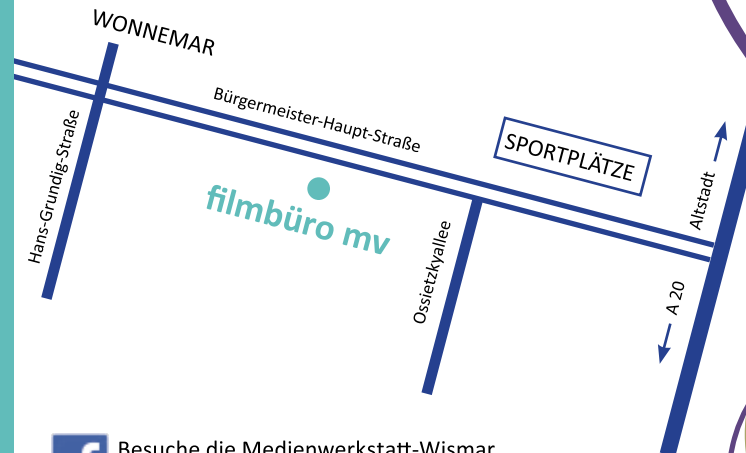 WONNEMAR
Bürgermeister-Haupt-Straße
SPORTPLÄTZE
Hans-Grundig-Straße
filmbüro mv
Ossietzkyallee
Altstadt
A 20
f
Besuche die Medienwerkstatt-Wismar